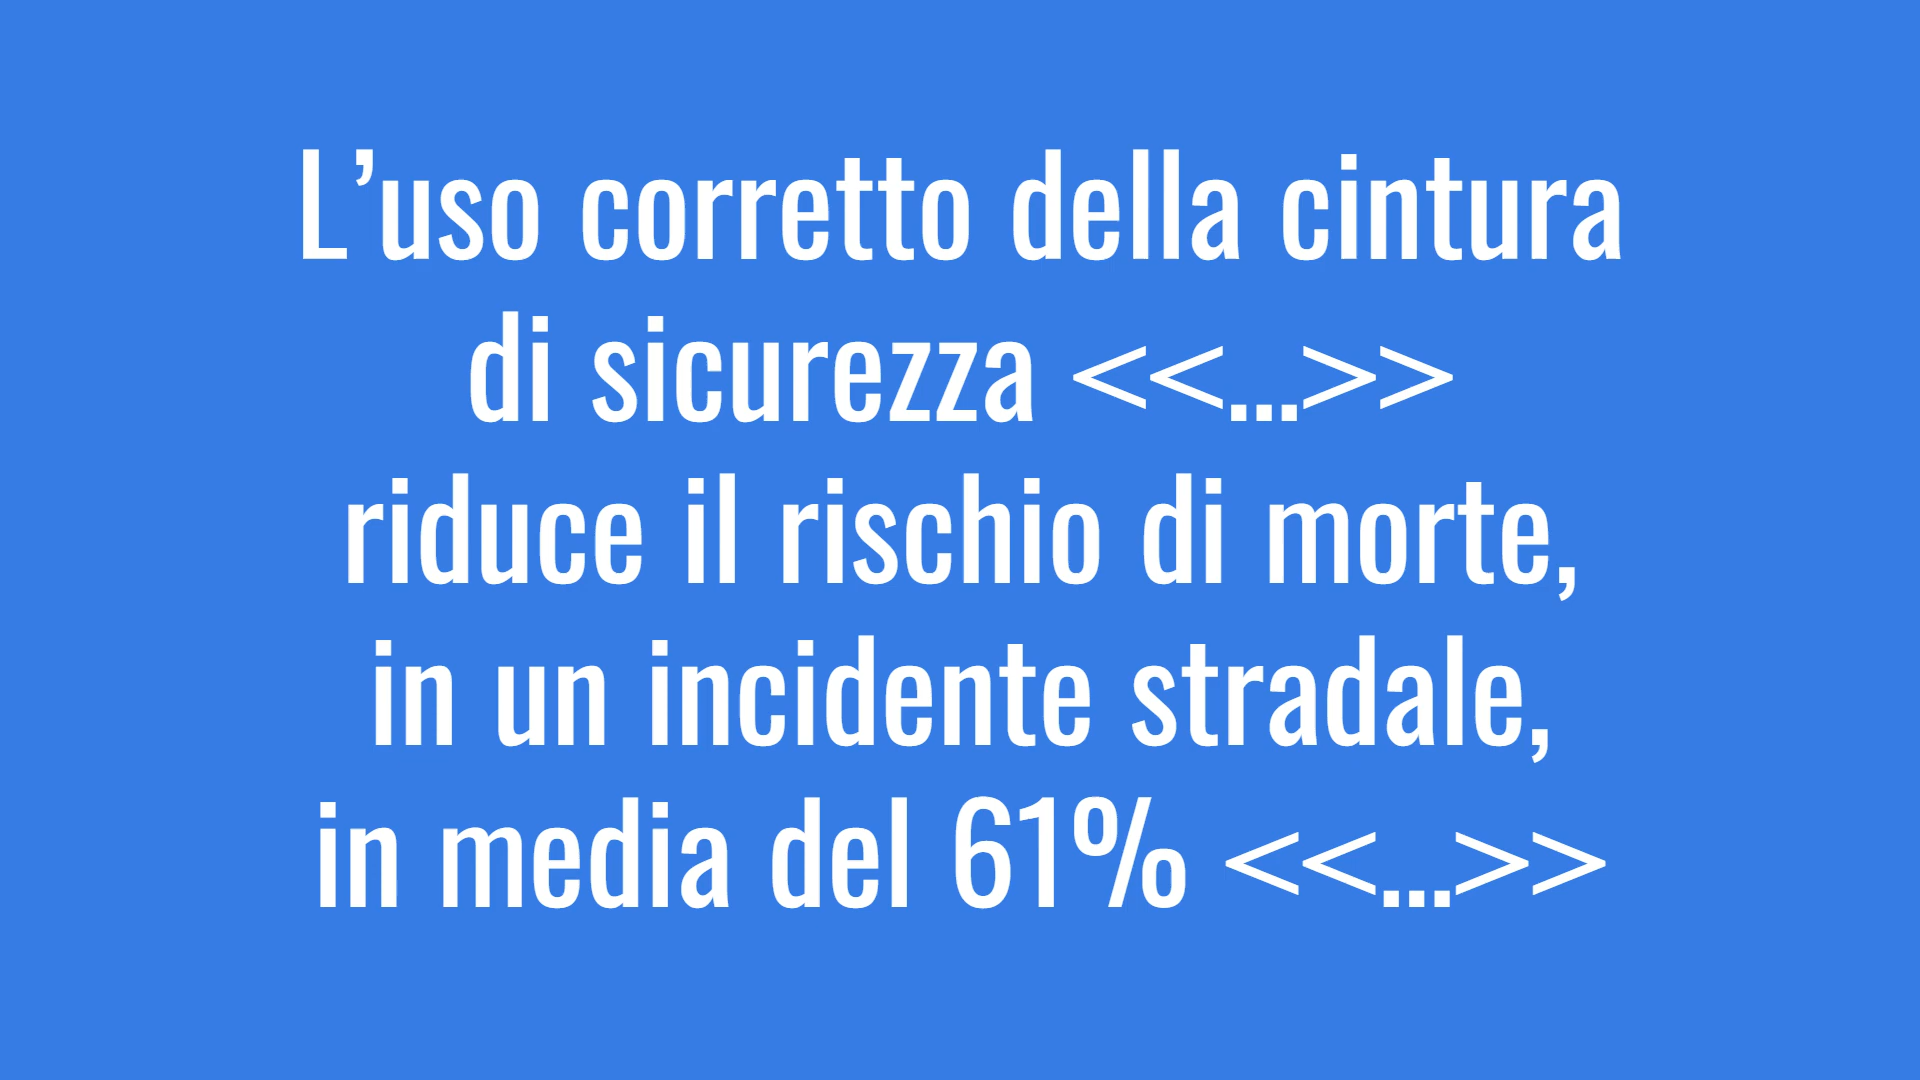 L’uso corretto della cintura
di sicurezza <<...>>
riduce il rischio di morte,
in un incidente stradale,
in media del 61% <<...>>